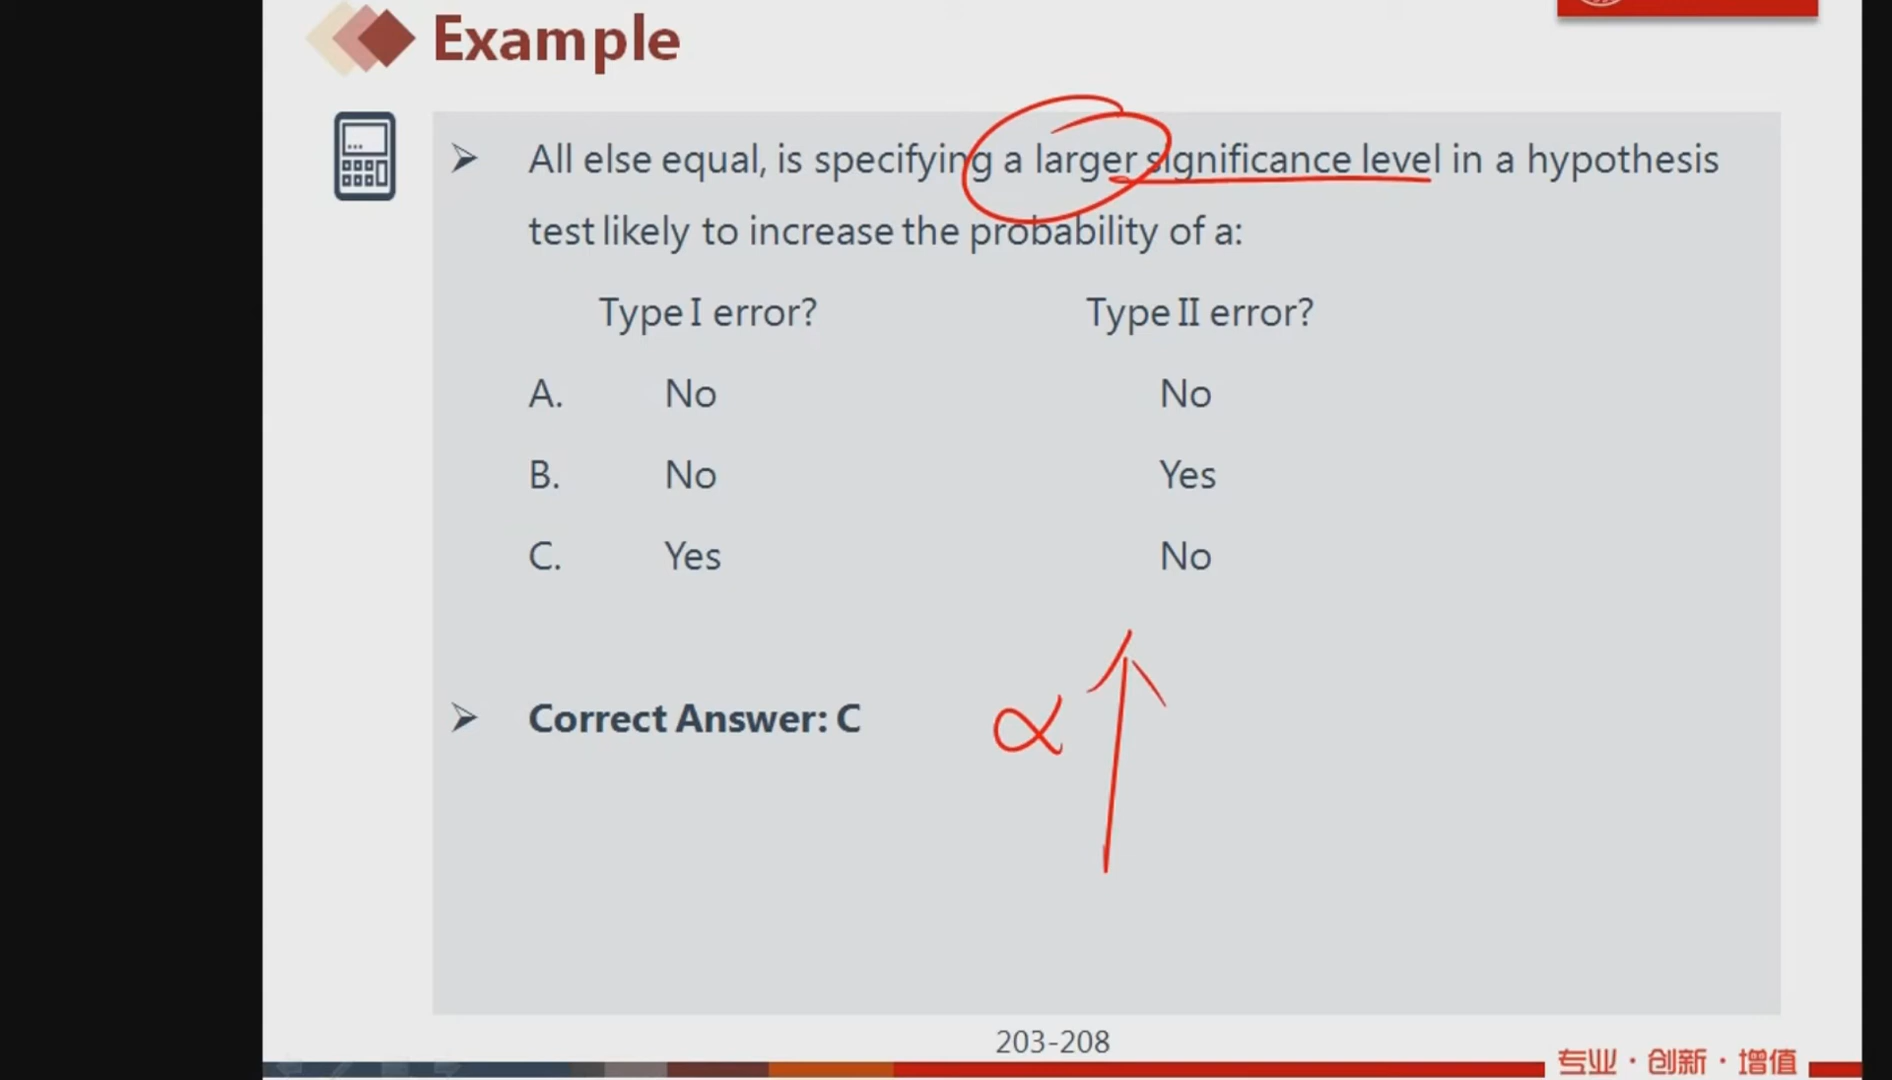 Example
➢ All else equal, is specifying a larger significance level in a hypothesis
test likely to increase the probability of a:
Type I error? Type II error?
A. No No
B. No Yes
C. Yes No
➢ Correct Answer: C
α
203-208
专业·创新·增值